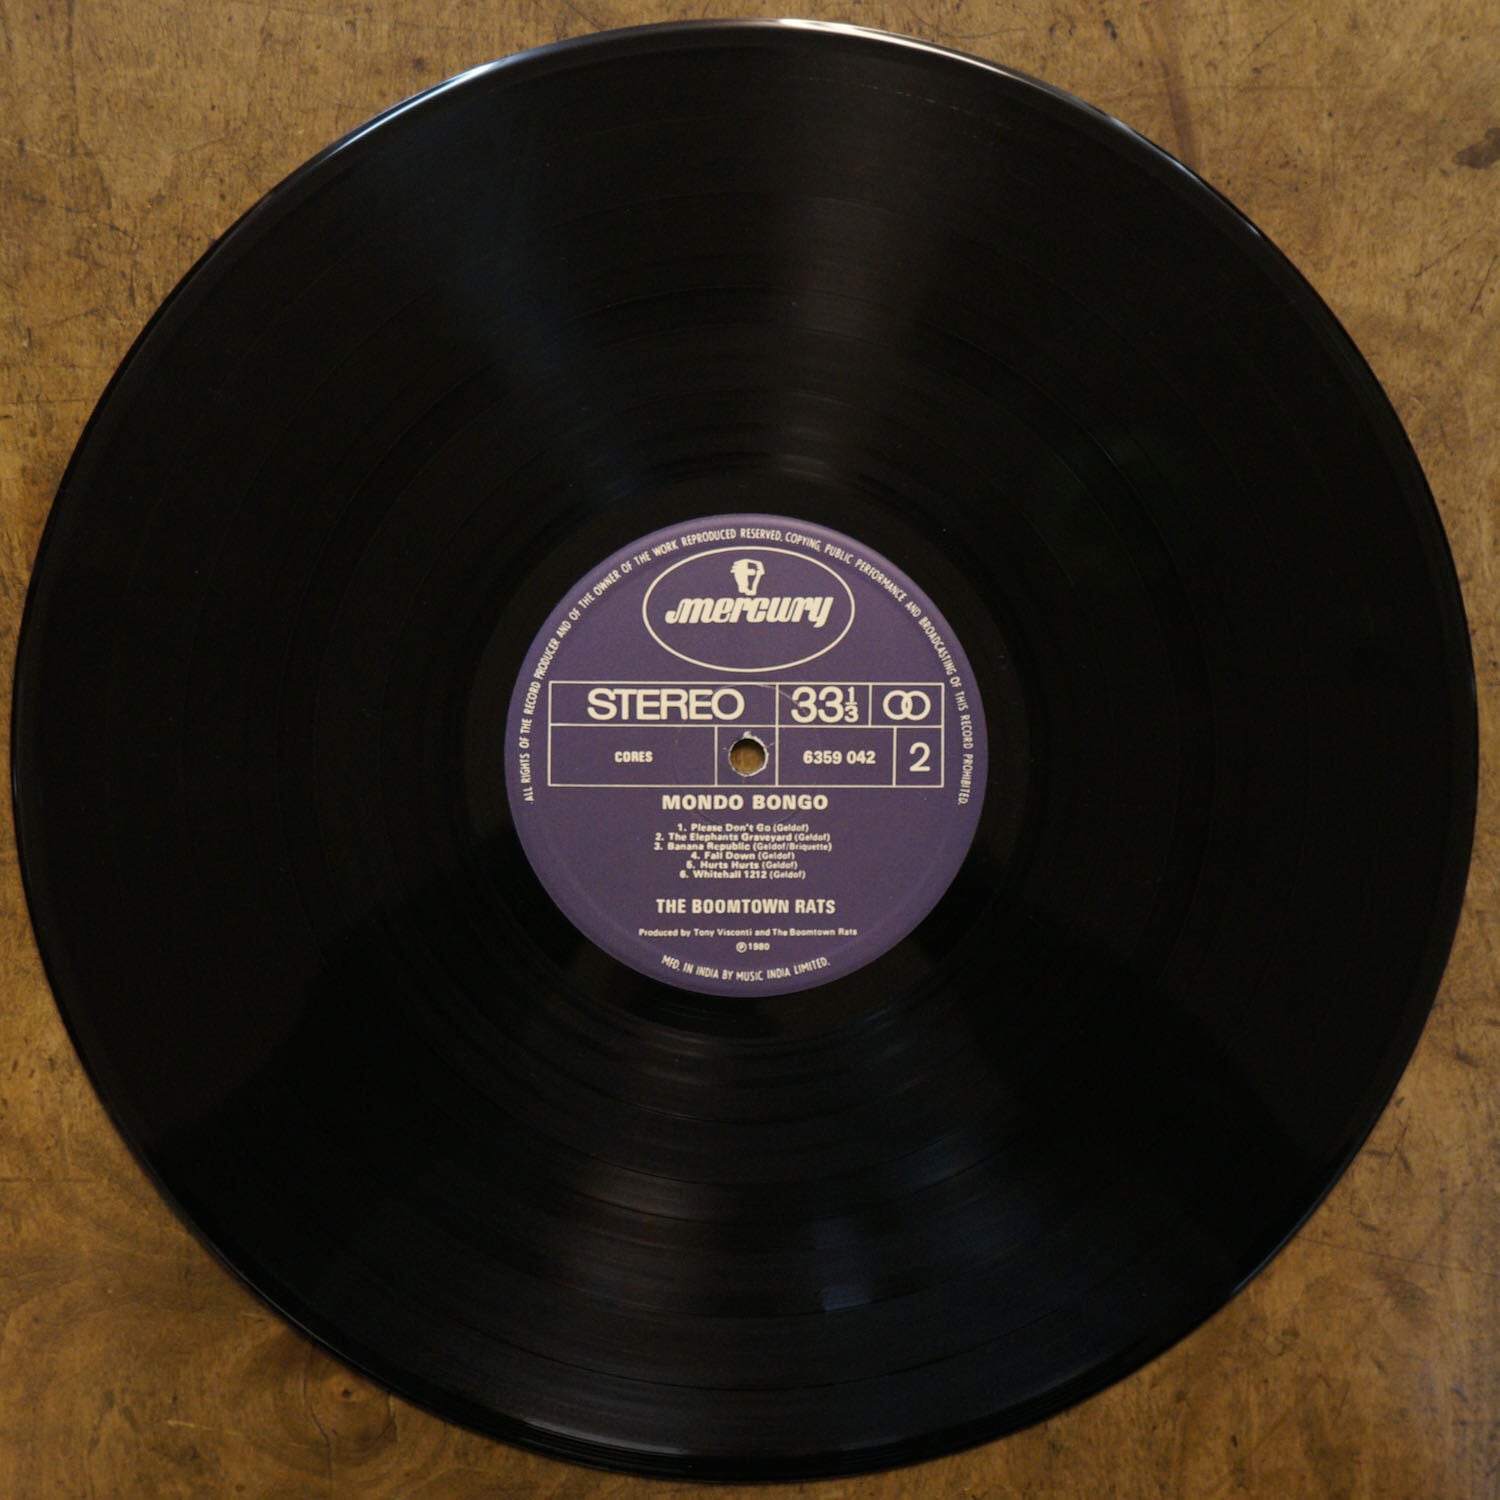 ALL RIGHTS OF THE RECORD PRODUCER AND OF THE OWNER OF THE WORK REPRODUCED RESERVED. COPYING, PUBLIC PERFORMANCE AND BROADCASTING OF THIS RECORD PROHIBITED.
mercury
STEREO 33 1/3
CORES 6359 042 2
MONDO BONGO
1. Please Don't Go (Geldof)
2. The Elephants Graveyard (Geldof)
3. Banana Republic (Geldof/Briquette)
4. Fall Down (Geldof)
5. Hurts Hurts (Geldof)
6. Whitehall 1212 (Geldof)
THE BOOMTOWN RATS
Produced by Tony Visconti and The Boomtown Rats
℗ 1980
MFD. IN INDIA BY MUSIC INDIA LIMITED.